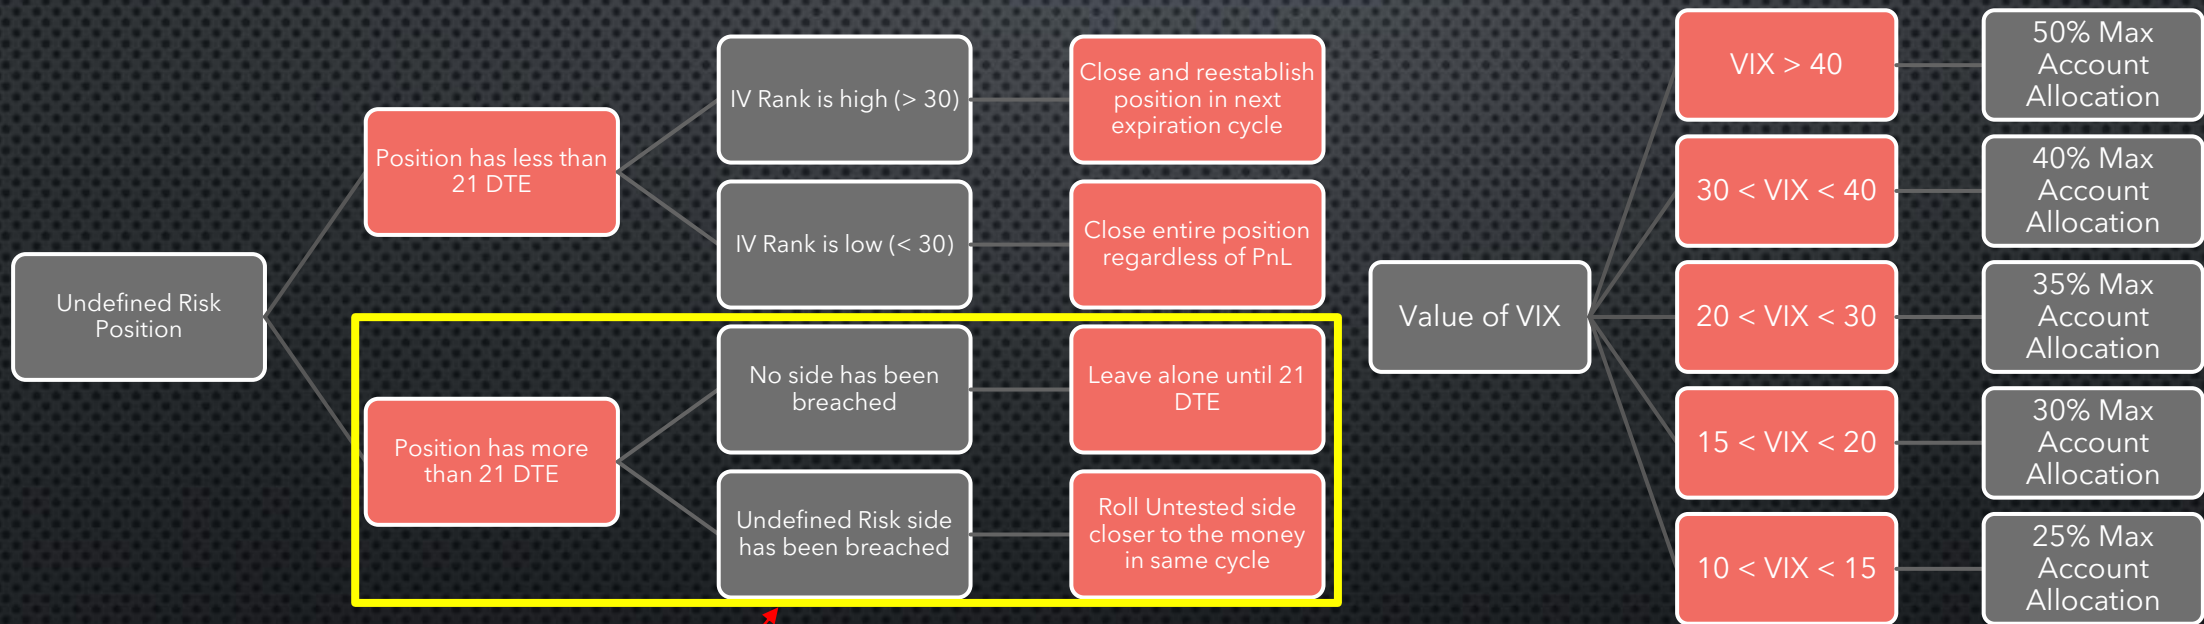 Undefined Risk
Position
Position has less than
21 DTE
IV Rank is high (> 30)
Close and reestablish
position in next
expiration cycle
IV Rank is low (< 30)
Close entire position
regardless of PnL
Position has more
than 21 DTE
No side has been
breached
Leave alone until 21
DTE
Undefined Risk side
has been breached
Roll Untested side
closer to the money
in same cycle
Value of VIX
VIX > 40
50% Max
Account
Allocation
30 < VIX < 40
40% Max
Account
Allocation
20 < VIX < 30
35% Max
Account
Allocation
15 < VIX < 20
30% Max
Account
Allocation
10 < VIX < 15
25% Max
Account
Allocation